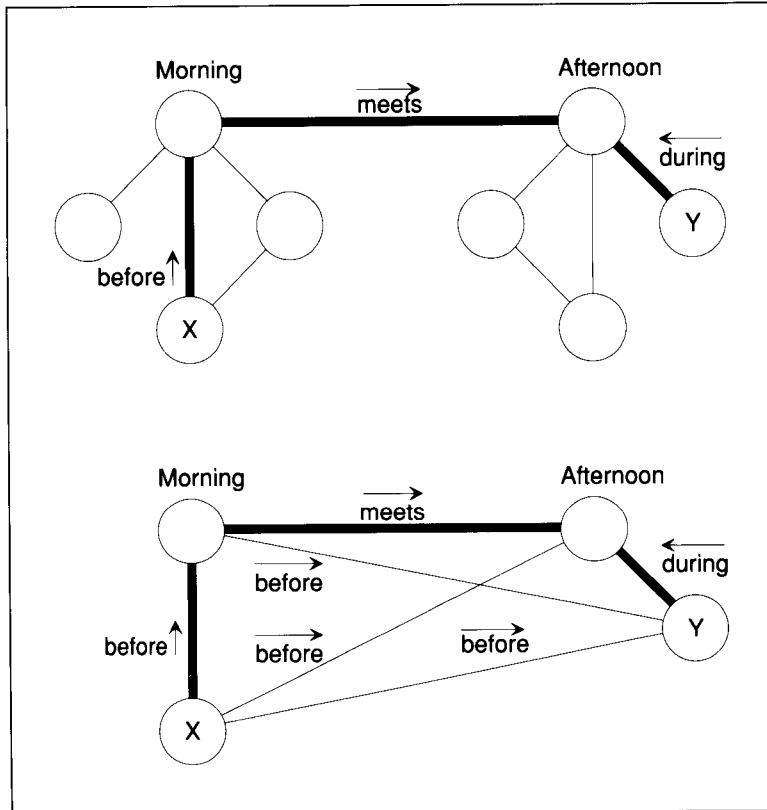 Morning
Afternoon
meets
during
Y
before
X
Morning
Afternoon
meets
during
before
before
before
before
Y
X